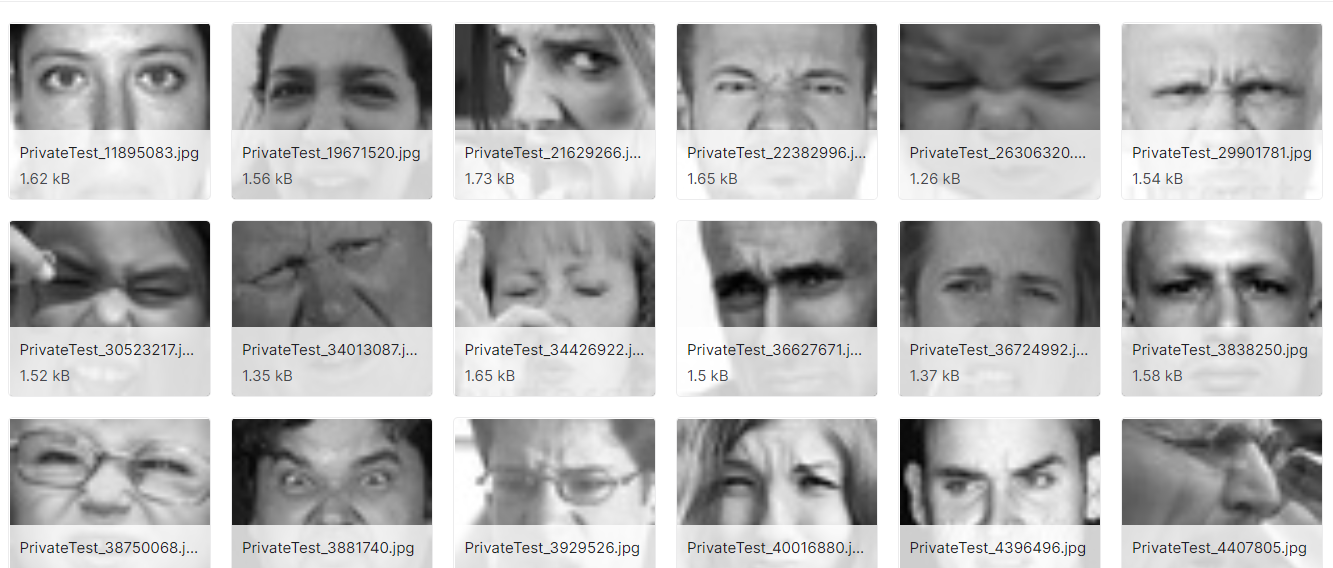 PrivateTest_11895083.jpg
1.62 kB
PrivateTest_19671520.jpg
1.56 kB
PrivateTest_21629266.j...
1.73 kB
PrivateTest_22382996.j...
1.65 kB
PrivateTest_26306320....
1.26 kB
PrivateTest_29901781.jpg
1.54 kB
PrivateTest_30523217.j...
1.52 kB
PrivateTest_34013087.j...
1.35 kB
PrivateTest_34426922.j...
1.65 kB
PrivateTest_36627671.j...
1.5 kB
PrivateTest_36724992.j...
1.37 kB
PrivateTest_3838250.jpg
1.58 kB
PrivateTest_38750068.j...
PrivateTest_3881740.jpg
PrivateTest_3929526.jpg
PrivateTest_40016880.j...
PrivateTest_4396496.jpg
PrivateTest_4407805.jpg